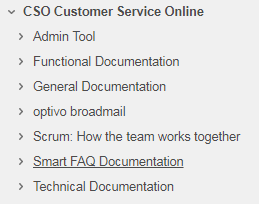 CSO Customer Service Online
Admin Tool
Functional Documentation
General Documentation
optivo broadmail
Scrum: How the team works together
Smart FAQ Documentation
Technical Documentation